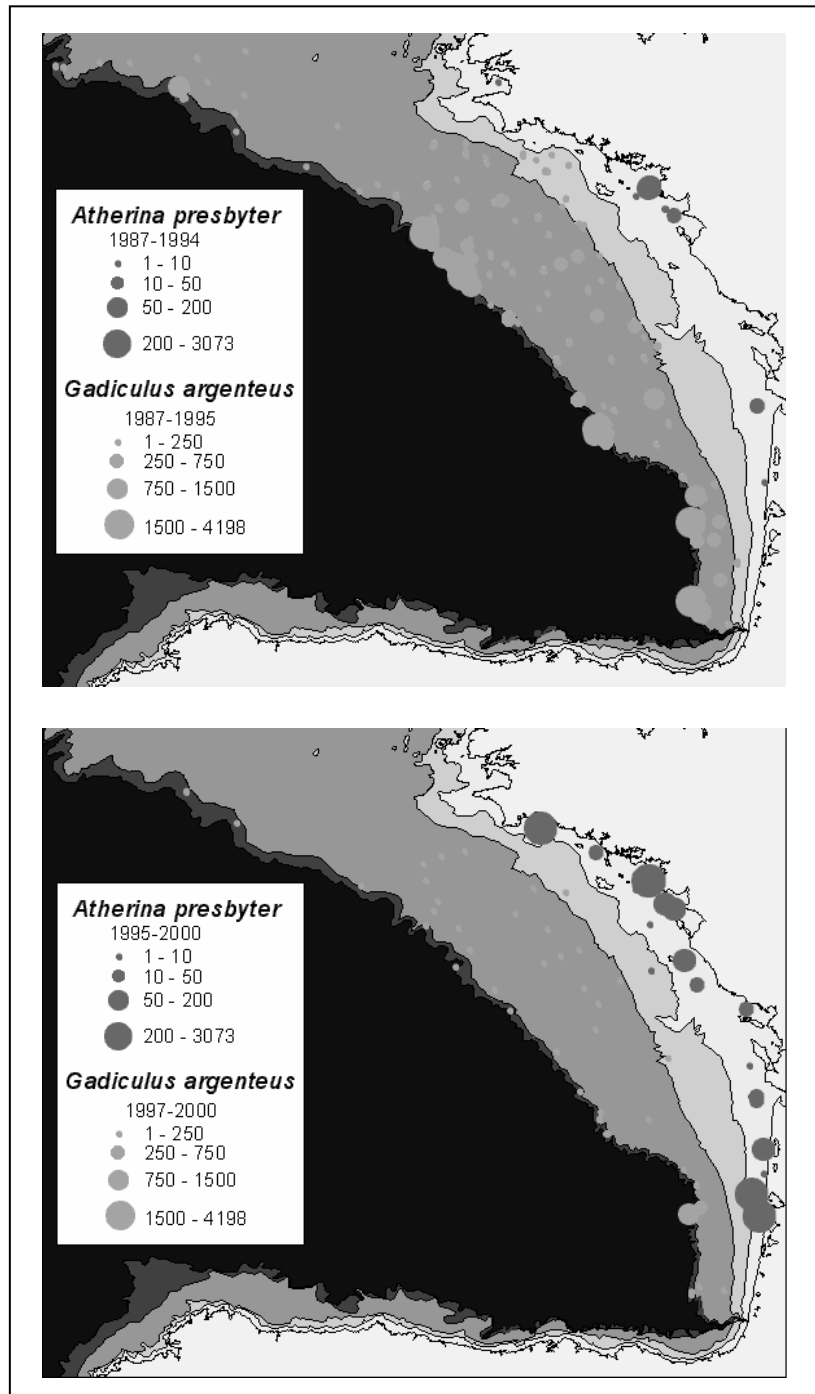 Atherina presbyter
1987-1994
1 - 10
10 - 50
50 - 200
200 - 3073
Gadiculus argenteus
1987-1995
1 - 250
250 - 750
750 - 1500
1500 - 4198
Atherina presbyter
1995-2000
1 - 10
10 - 50
50 - 200
200 - 3073
Gadiculus argenteus
1997-2000
1 - 250
250 - 750
750 - 1500
1500 - 4198